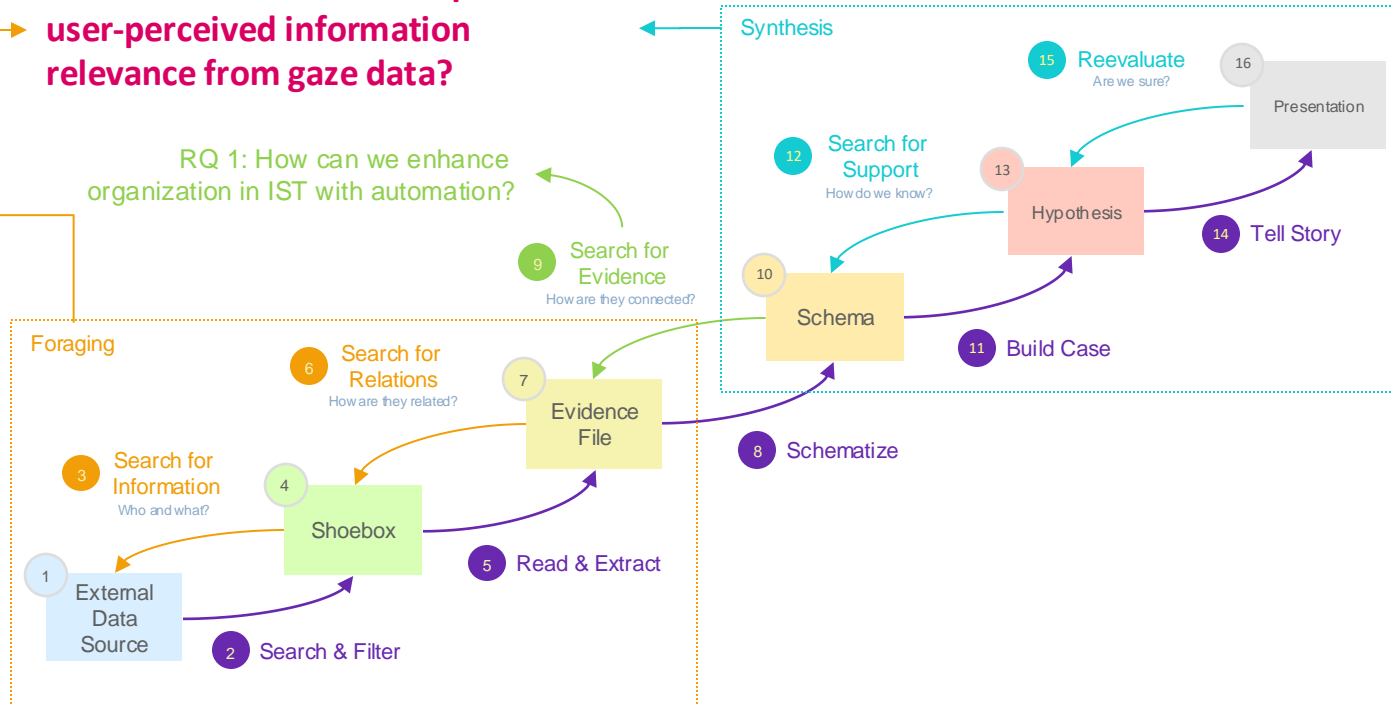 user-perceived information
relevance from gaze data?
Synthesis
15
Reevaluate
Are we sure?
16
Presentation
RQ 1: How can we enhance
organization in IST with automation?
12
Search for
Support
How do we know?
13
Hypothesis
14
Tell Story
9
Search for
Evidence
How are they connected?
10
Schema
11
Build Case
Foraging
6
Search for
Relations
How are they related?
7
Evidence
File
8
Schematize
3
Search for
Information
Who and what?
4
Shoebox
5
Read & Extract
1
External
Data
Source
2
Search & Filter